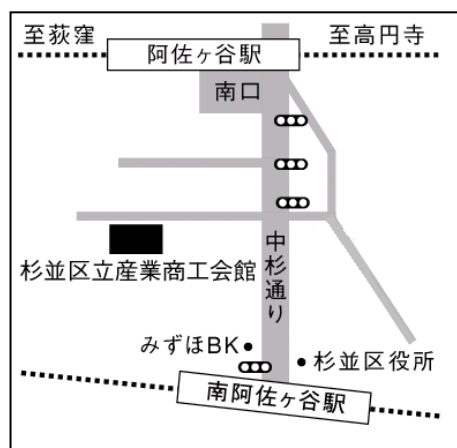 至荻窪
阿佐ヶ谷駅
至高円寺
南口
杉並区立産業商工会館
中杉通り
みずほBK
杉並区役所
南阿佐ヶ谷駅